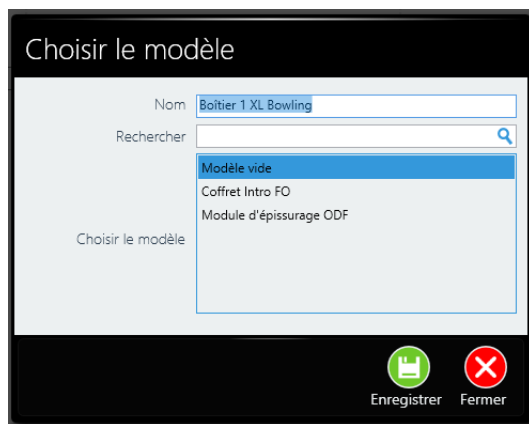 Choisir le modèle
Nom Boîtier 1 XL Bowling
Rechercher
Modèle vide
Coffret Intro FO
Module d'épissurage ODF
Choisir le modèle
Enregistrer Fermer